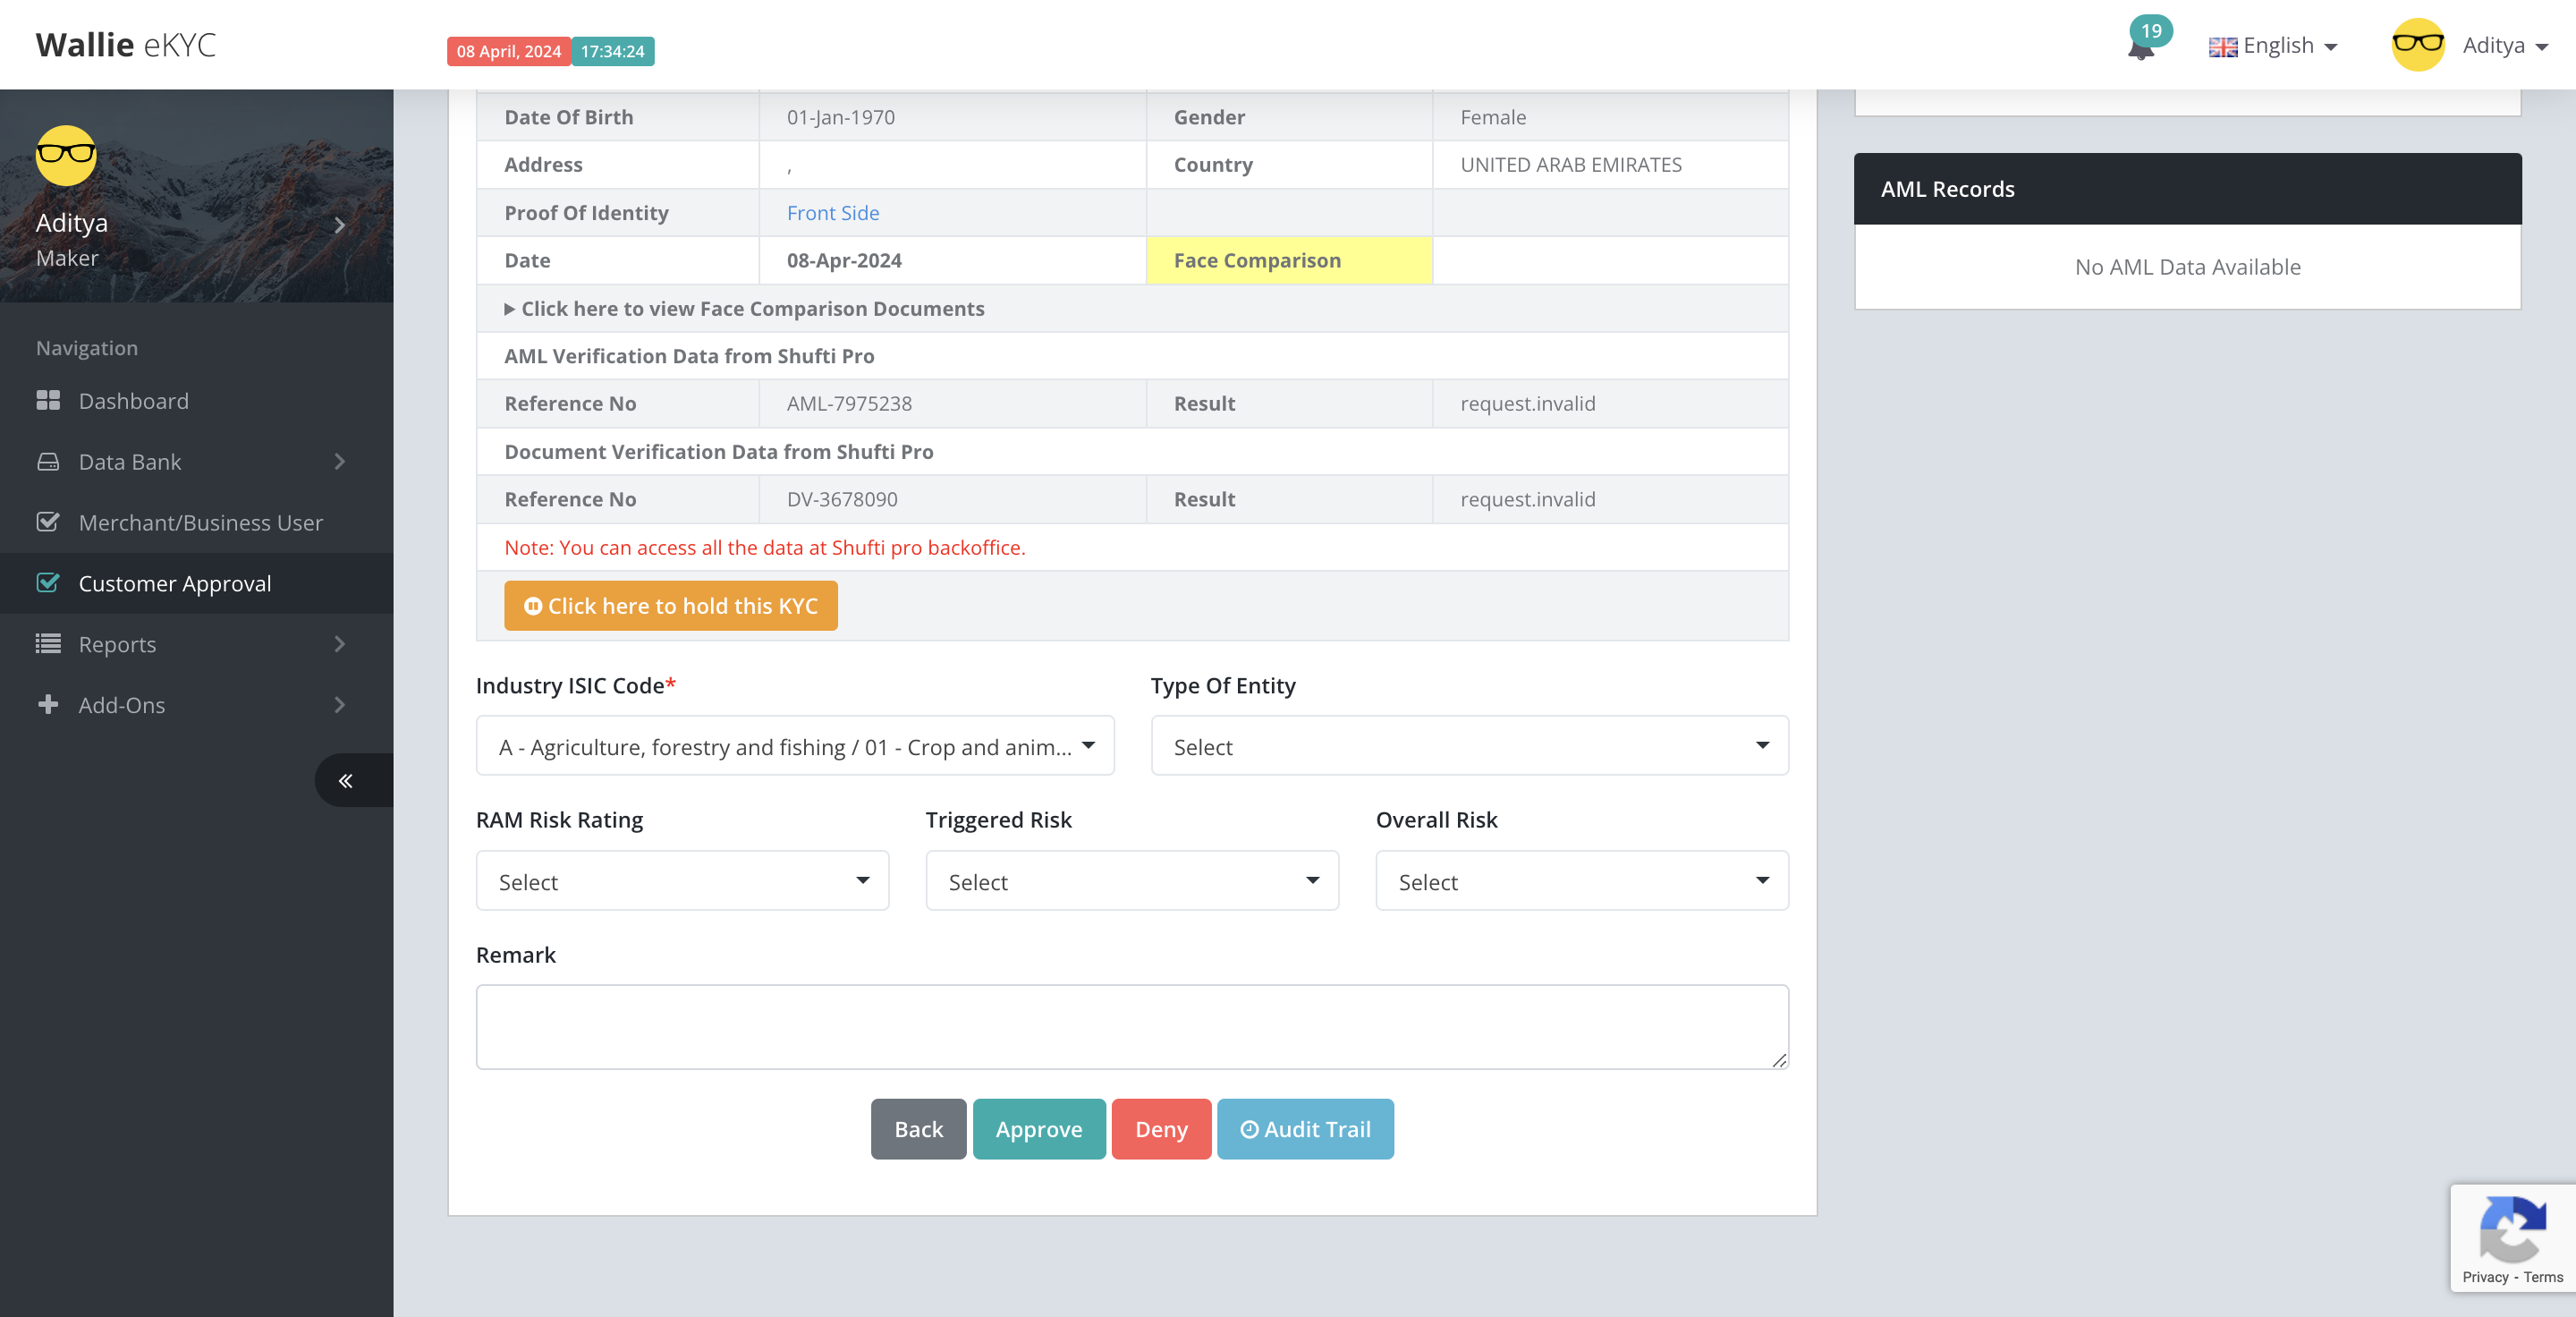 Wallie eKYC
08 April, 2024 17:34:24
19
English
Aditya
Aditya
Maker
Navigation
Dashboard
Data Bank
Merchant/Business User
Customer Approval
Reports
Add-Ons
Date Of Birth 01-Jan-1970 Gender Female
Address , Country UNITED ARAB EMIRATES
Proof Of Identity Front Side
Date 08-Apr-2024 Face Comparison
Click here to view Face Comparison Documents
AML Verification Data from Shufti Pro
Reference No AML-7975238 Result request.invalid
Document Verification Data from Shufti Pro
Reference No DV-3678090 Result request.invalid
Note: You can access all the data at Shufti pro backoffice.
Click here to hold this KYC
Industry ISIC Code* Type Of Entity
A - Agriculture, forestry and fishing / 01 - Crop and anim... Select
RAM Risk Rating Triggered Risk Overall Risk
Select Select Select
Remark
Back Approve Deny Audit Trail
AML Records
No AML Data Available
Privacy - Terms